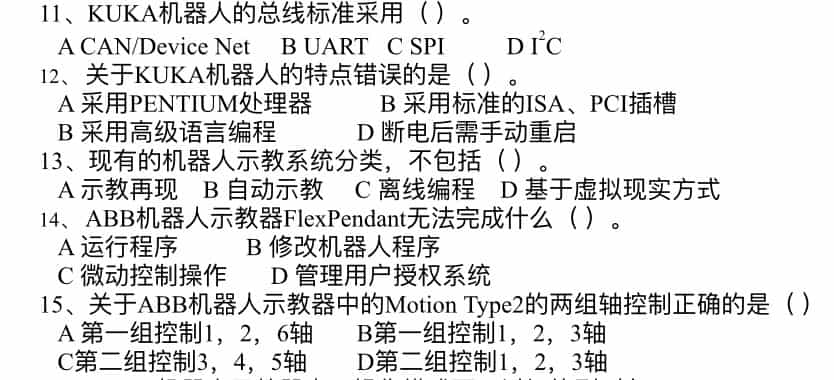 11、KUKA机器人的总线标准采用（ ）。
A CAN/Device Net B UART C SPI D I²C
12、关于KUKA机器人的特点错误的是（ ）。
A 采用PENTIUM处理器 B 采用标准的ISA、PCI插槽
B 采用高级语言编程 D 断电后需手动重启
13、现有的机器人示教系统分类，不包括（ ）。
A 示教再现 B 自动示教 C 离线编程 D 基于虚拟现实方式
14、ABB机器人示教器FlexPendant无法完成什么（ ）。
A 运行程序 B 修改机器人程序
C 微动控制操作 D 管理用户授权系统
15、关于ABB机器人示教器中的Motion Type2的两组轴控制正确的是（ ）
A 第一组控制1，2，6轴 B第一组控制1，2，3轴
C第二组控制3，4，5轴 D第二组控制1，2，3轴